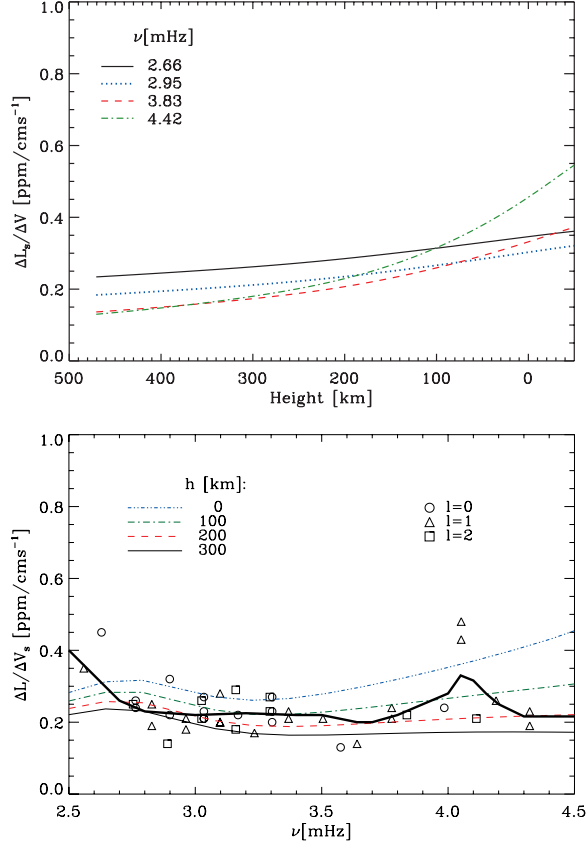 1.0
ν[mHz]
2.66
0.8
2.95
3.83
4.42
0.6
ΔLₛ/ΔV [ppm/cms⁻¹]
0.4
0.2
0.0
500 400 300 200 100 0
Height [km]
1.0
h [km]:
0
100
200
300
l=0
l=1
l=2
0.8
0.6
ΔL/ΔVₛ [ppm/cms⁻¹]
0.4
0.2
0.0
2.5 3.0 3.5 4.0 4.5
ν[mHz]